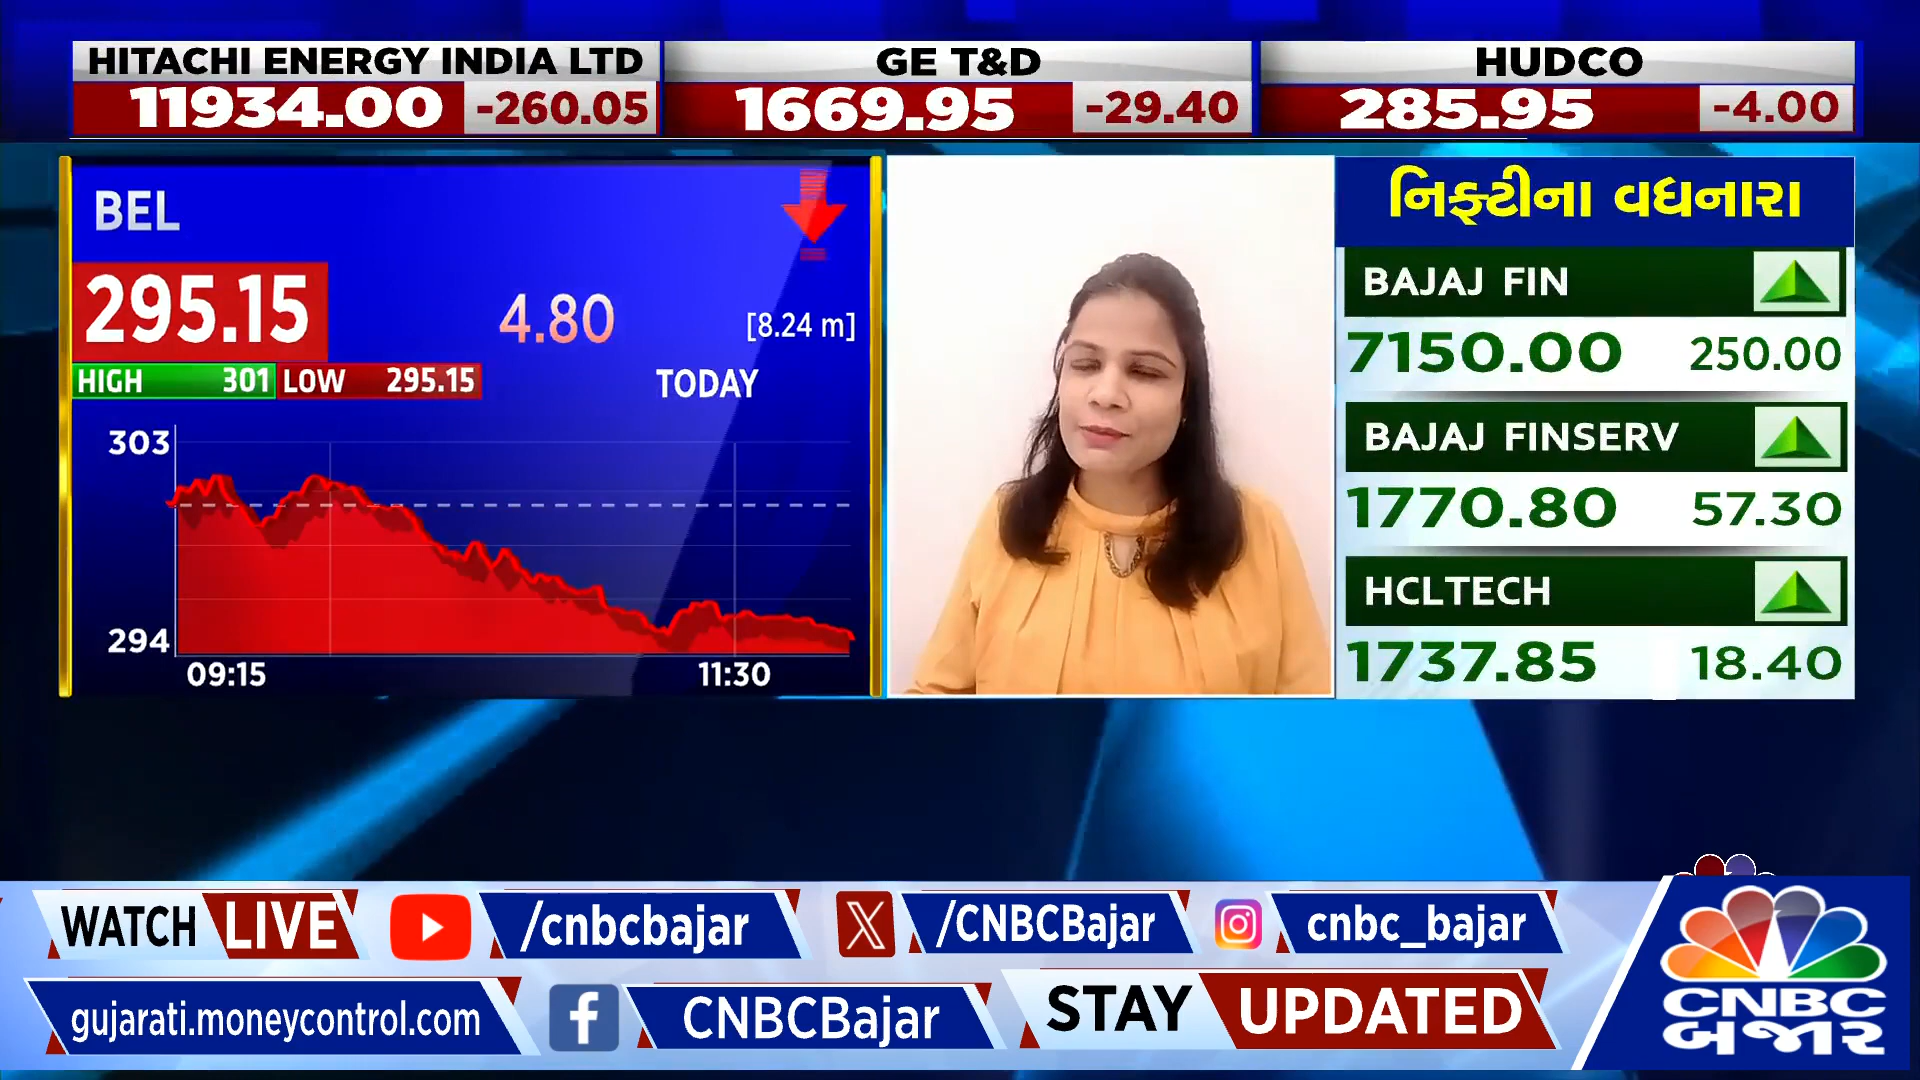 HITACHI ENERGY INDIA LTD
11934.00 -260.05
GE T&D
1669.95 -29.40
HUDCO
285.95 -4.00
BEL
295.15
4.80
[8.24 m]
HIGH 301 LOW 295.15
TODAY
303
294
09:15 11:30
નિફ્ટીના વધનારા
BAJAJ FIN
7150.00 250.00
BAJAJ FINSERV
1770.80 57.30
HCLTECH
1737.85 18.40
WATCH LIVE
/cnbcbajar
/CNBCBajar
cnbc_bajar
gujarati.moneycontrol.com
CNBCBajar
STAY UPDATED
CNBC
બજાર